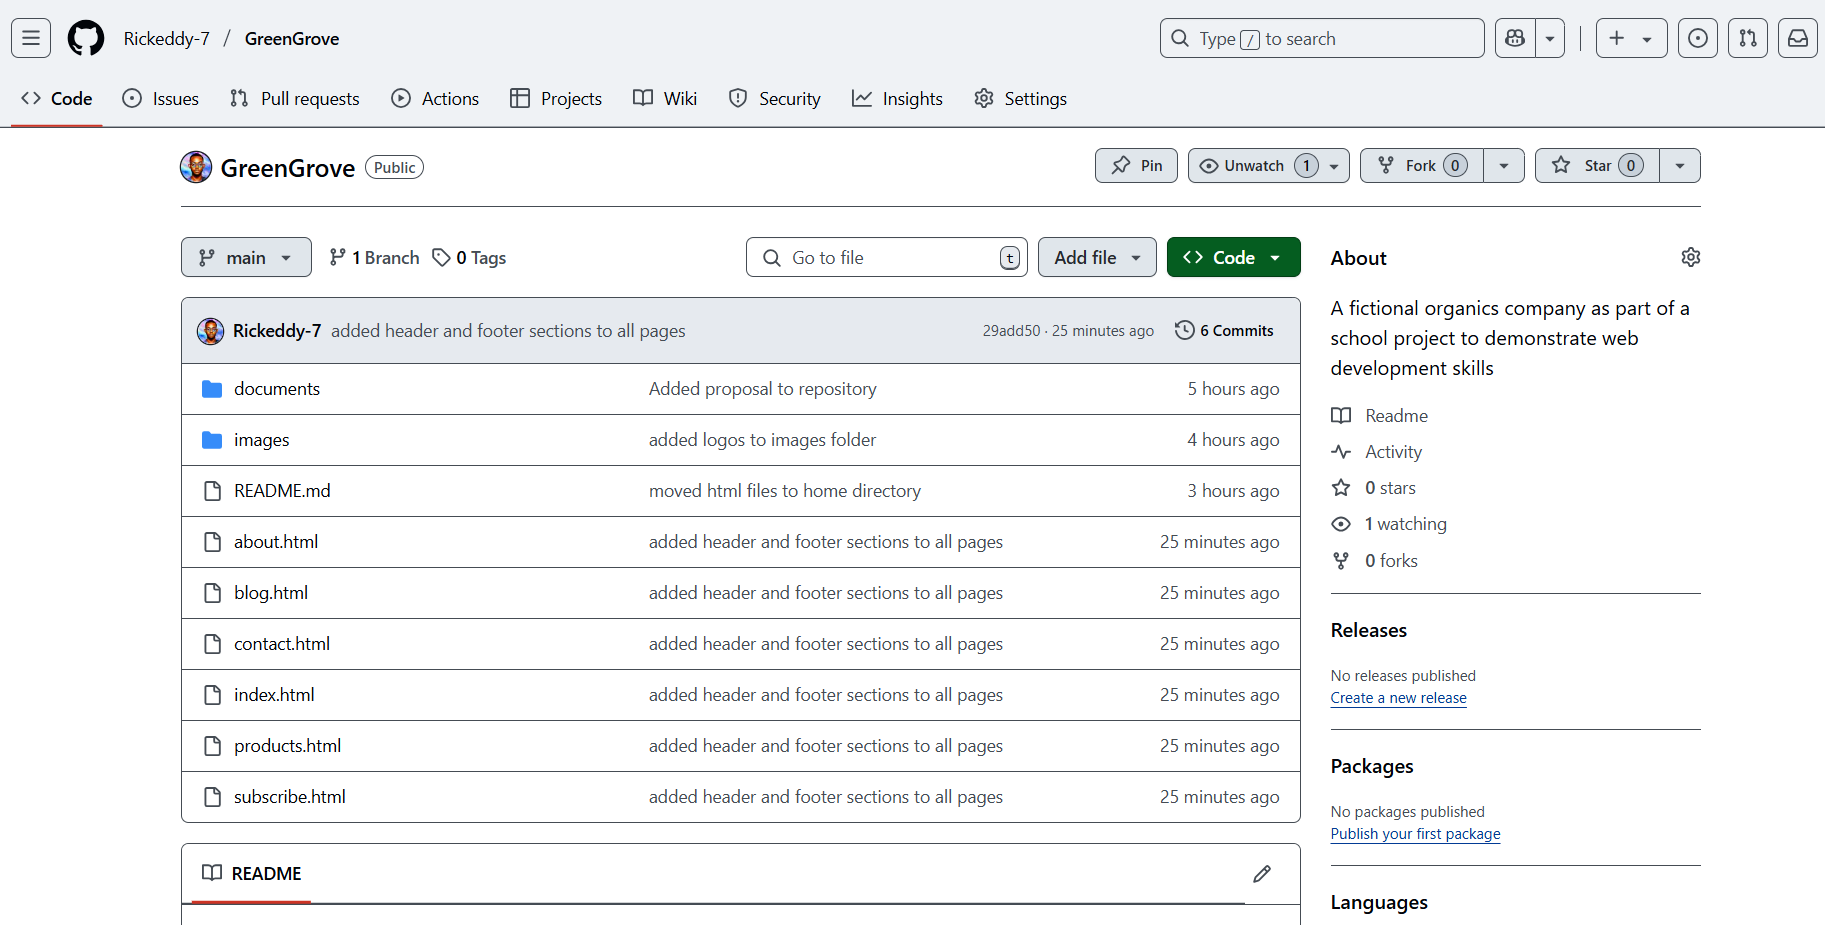 Rickeddy-7 / GreenGrove
Type / to search
Code Issues Pull requests Actions Projects Wiki Security Insights Settings
GreenGrove Public
Pin Unwatch 1 Fork 0 Star 0
main 1 Branch 0 Tags
Go to file t Add file Code
Rickeddy-7 added header and footer sections to all pages 29add50 · 25 minutes ago 6 Commits
documents Added proposal to repository 5 hours ago
images added logos to images folder 4 hours ago
README.md moved html files to home directory 3 hours ago
about.html added header and footer sections to all pages 25 minutes ago
blog.html added header and footer sections to all pages 25 minutes ago
contact.html added header and footer sections to all pages 25 minutes ago
index.html added header and footer sections to all pages 25 minutes ago
products.html added header and footer sections to all pages 25 minutes ago
subscribe.html added header and footer sections to all pages 25 minutes ago
README
About
A fictional organics company as part of a
school project to demonstrate web
development skills
Readme
Activity
0 stars
1 watching
0 forks
Releases
No releases published
Create a new release
Packages
No packages published
Publish your first package
Languages